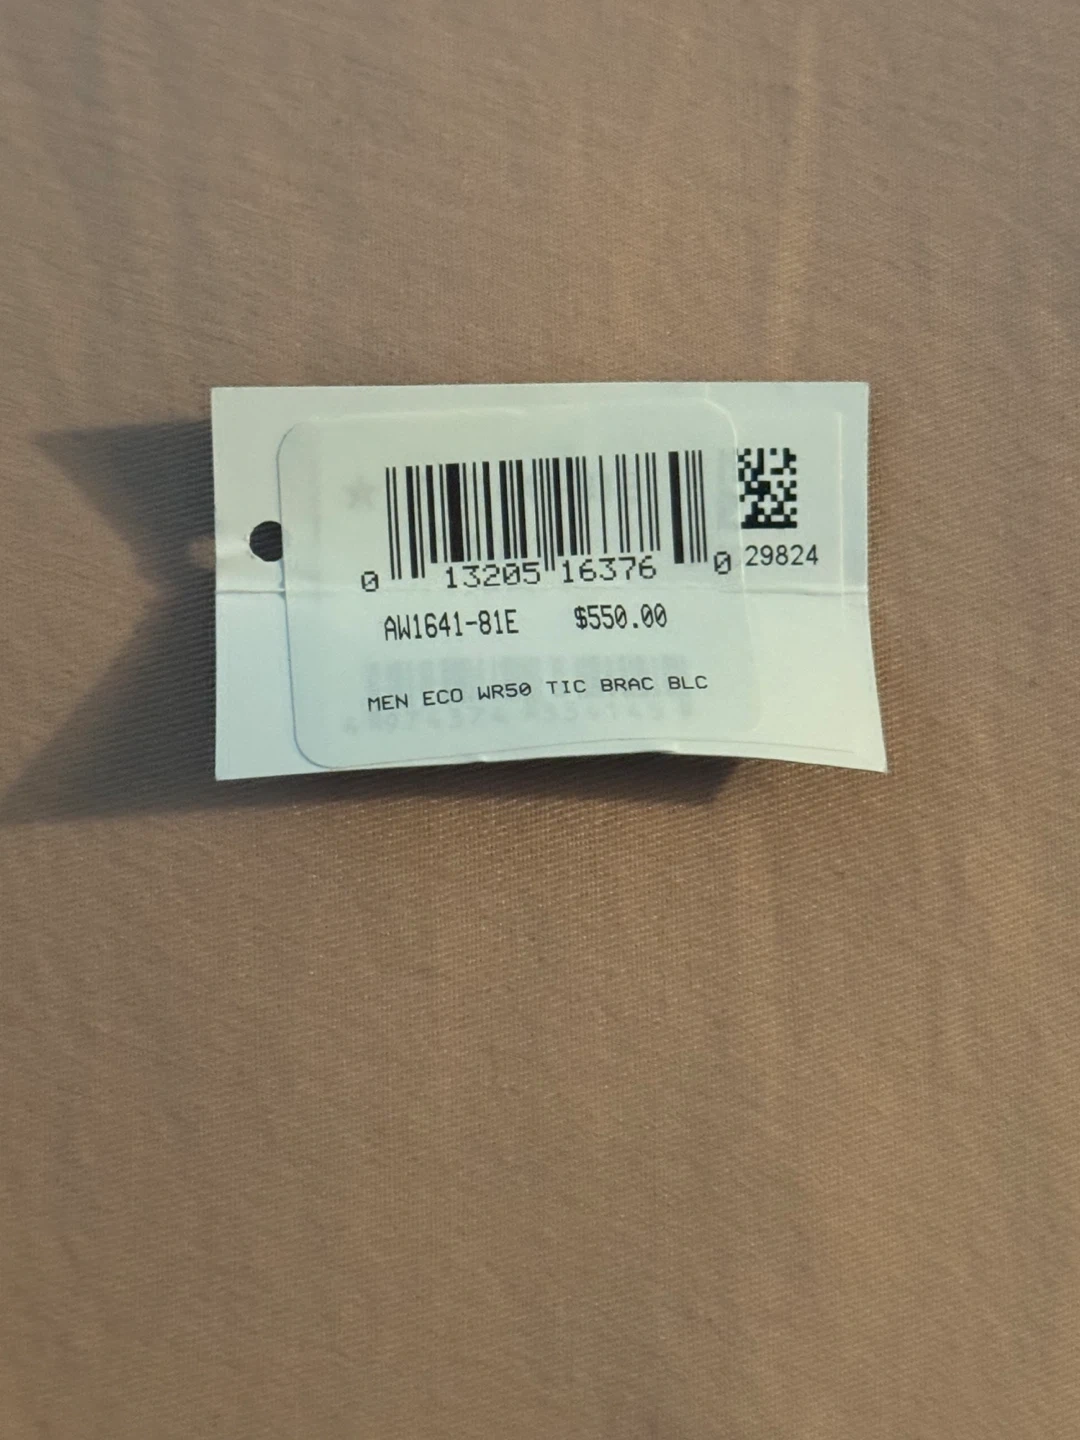 0 13205 16376 0
29824
AW1641-81E $550.00
MEN ECO WR50 TIC BRAC BLC